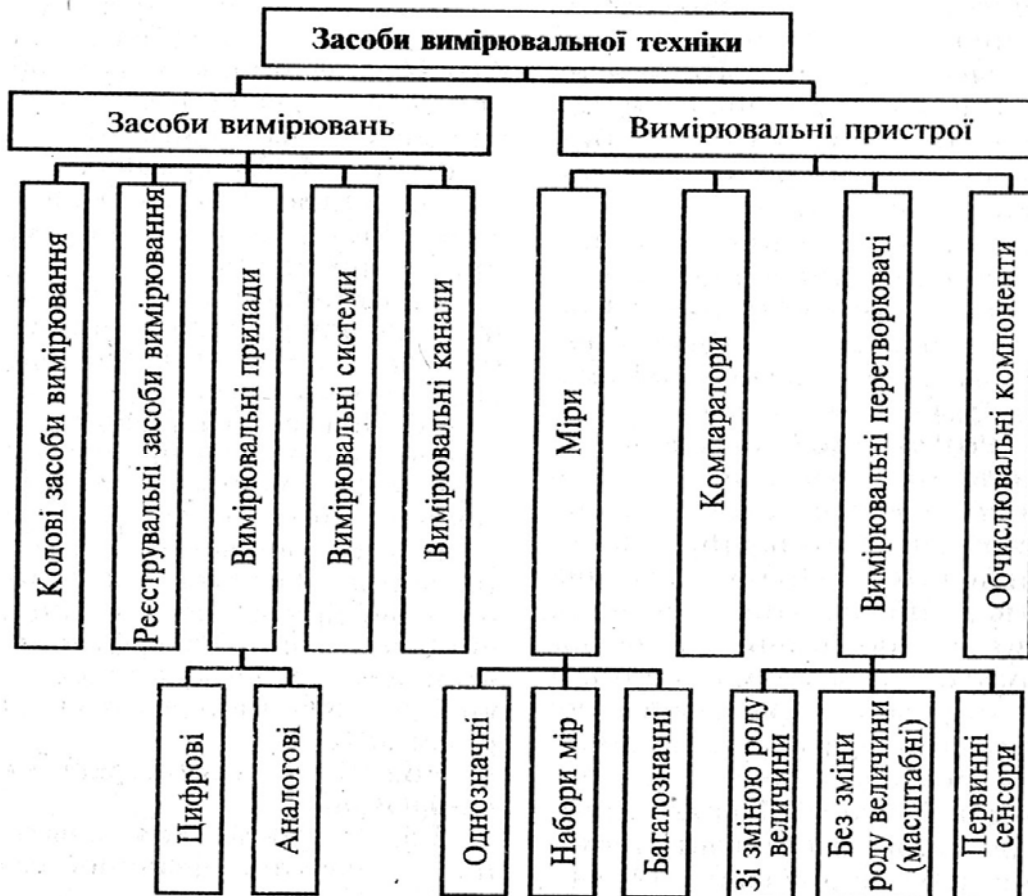 Засоби вимірювальної техніки
Засоби вимірювань
Вимірювальні пристрої
Кодові засоби вимірювання
Реєструвальні засоби вимірювання
Вимірювальні прилади
Вимірювальні системи
Вимірювальні канали
Міри
Компаратори
Вимірювальні перетворювачі
Обчислювальні компоненти
Цифрові
Аналогові
Однозначні
Набори мір
Багатозначні
Зі зміною роду
величини
Без зміни
роду величини
(масштабні)
Первинні
сенсори